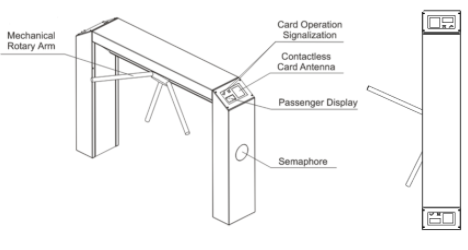 Mechanical
Rotary Arm
Card Operation
Signalization
Contactless
Card Antenna
Passenger Display
Semaphore